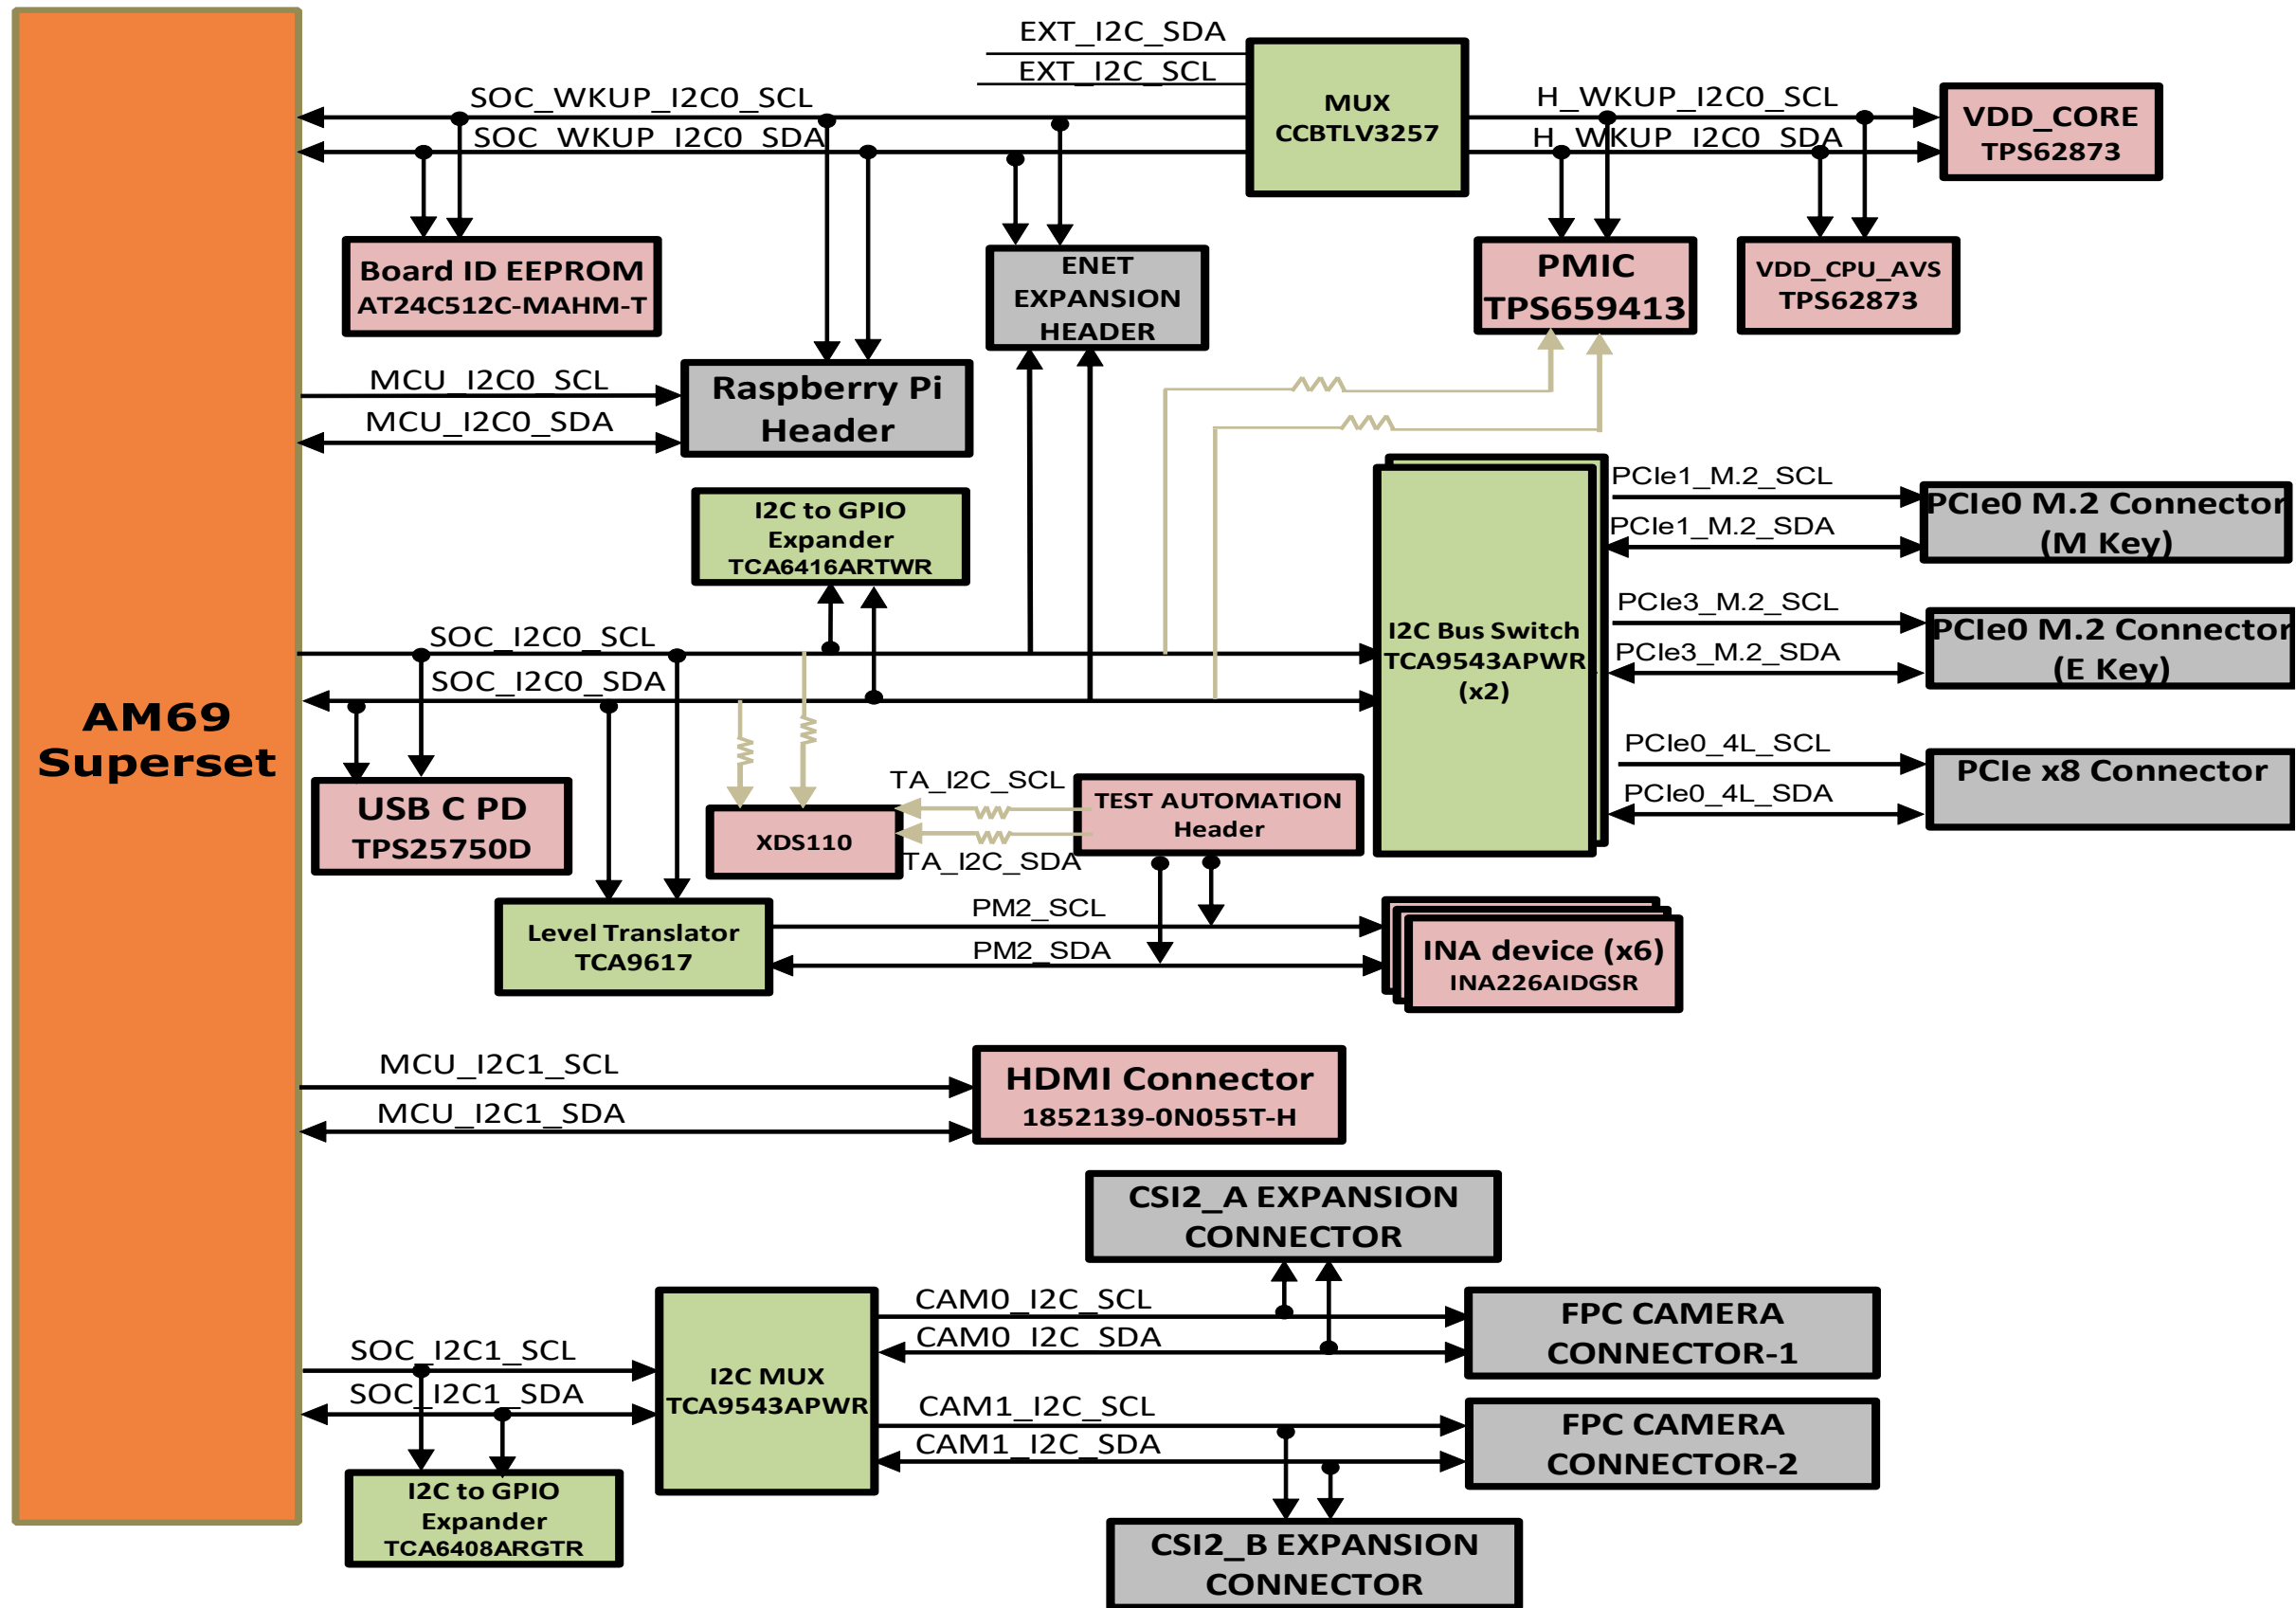 EXT_I2C_SDA
EXT_I2C_SCL
MUX
CCBTLV3257
SOC_WKUP_I2C0_SCL
SOC_WKUP_I2C0_SDA
H_WKUP_I2C0_SCL
H_WKUP_I2C0_SDA
VDD_CORE
TPS62873
Board ID EEPROM
AT24C512C-MAHM-T
ENET
EXPANSION
HEADER
PMIC
TPS659413
VDD_CPU_AVS
TPS62873
MCU_I2C0_SCL
MCU_I2C0_SDA
Raspberry Pi
Header
I2C to GPIO
Expander
TCA6416ARTWR
PCIe1_M.2_SCL
PCIe1_M.2_SDA
PCIe0 M.2 Connector
(M Key)
PCIe3_M.2_SCL
PCIe3_M.2_SDA
PCIe0 M.2 Connector
(E Key)
I2C Bus Switch
TCA9543APWR
(x2)
SOC_I2C0_SCL
SOC_I2C0_SDA
AM69
Superset
PCIe0_4L_SCL
PCIe0_4L_SDA
PCIe x8 Connector
USB C PD
TPS25750D
XDS110
TA_I2C_SCL
TA_I2C_SDA
TEST AUTOMATION
Header
Level Translator
TCA9617
PM2_SCL
PM2_SDA
INA device (x6)
INA226AIDGSR
MCU_I2C1_SCL
MCU_I2C1_SDA
HDMI Connector
1852139-0N055T-H
CSI2_A EXPANSION
CONNECTOR
SOC_I2C1_SCL
SOC_I2C1_SDA
I2C MUX
TCA9543APWR
CAM0_I2C_SCL
CAM0_I2C_SDA
FPC CAMERA
CONNECTOR-1
CAM1_I2C_SCL
CAM1_I2C_SDA
FPC CAMERA
CONNECTOR-2
I2C to GPIO
Expander
TCA6408ARGTR
CSI2_B EXPANSION
CONNECTOR